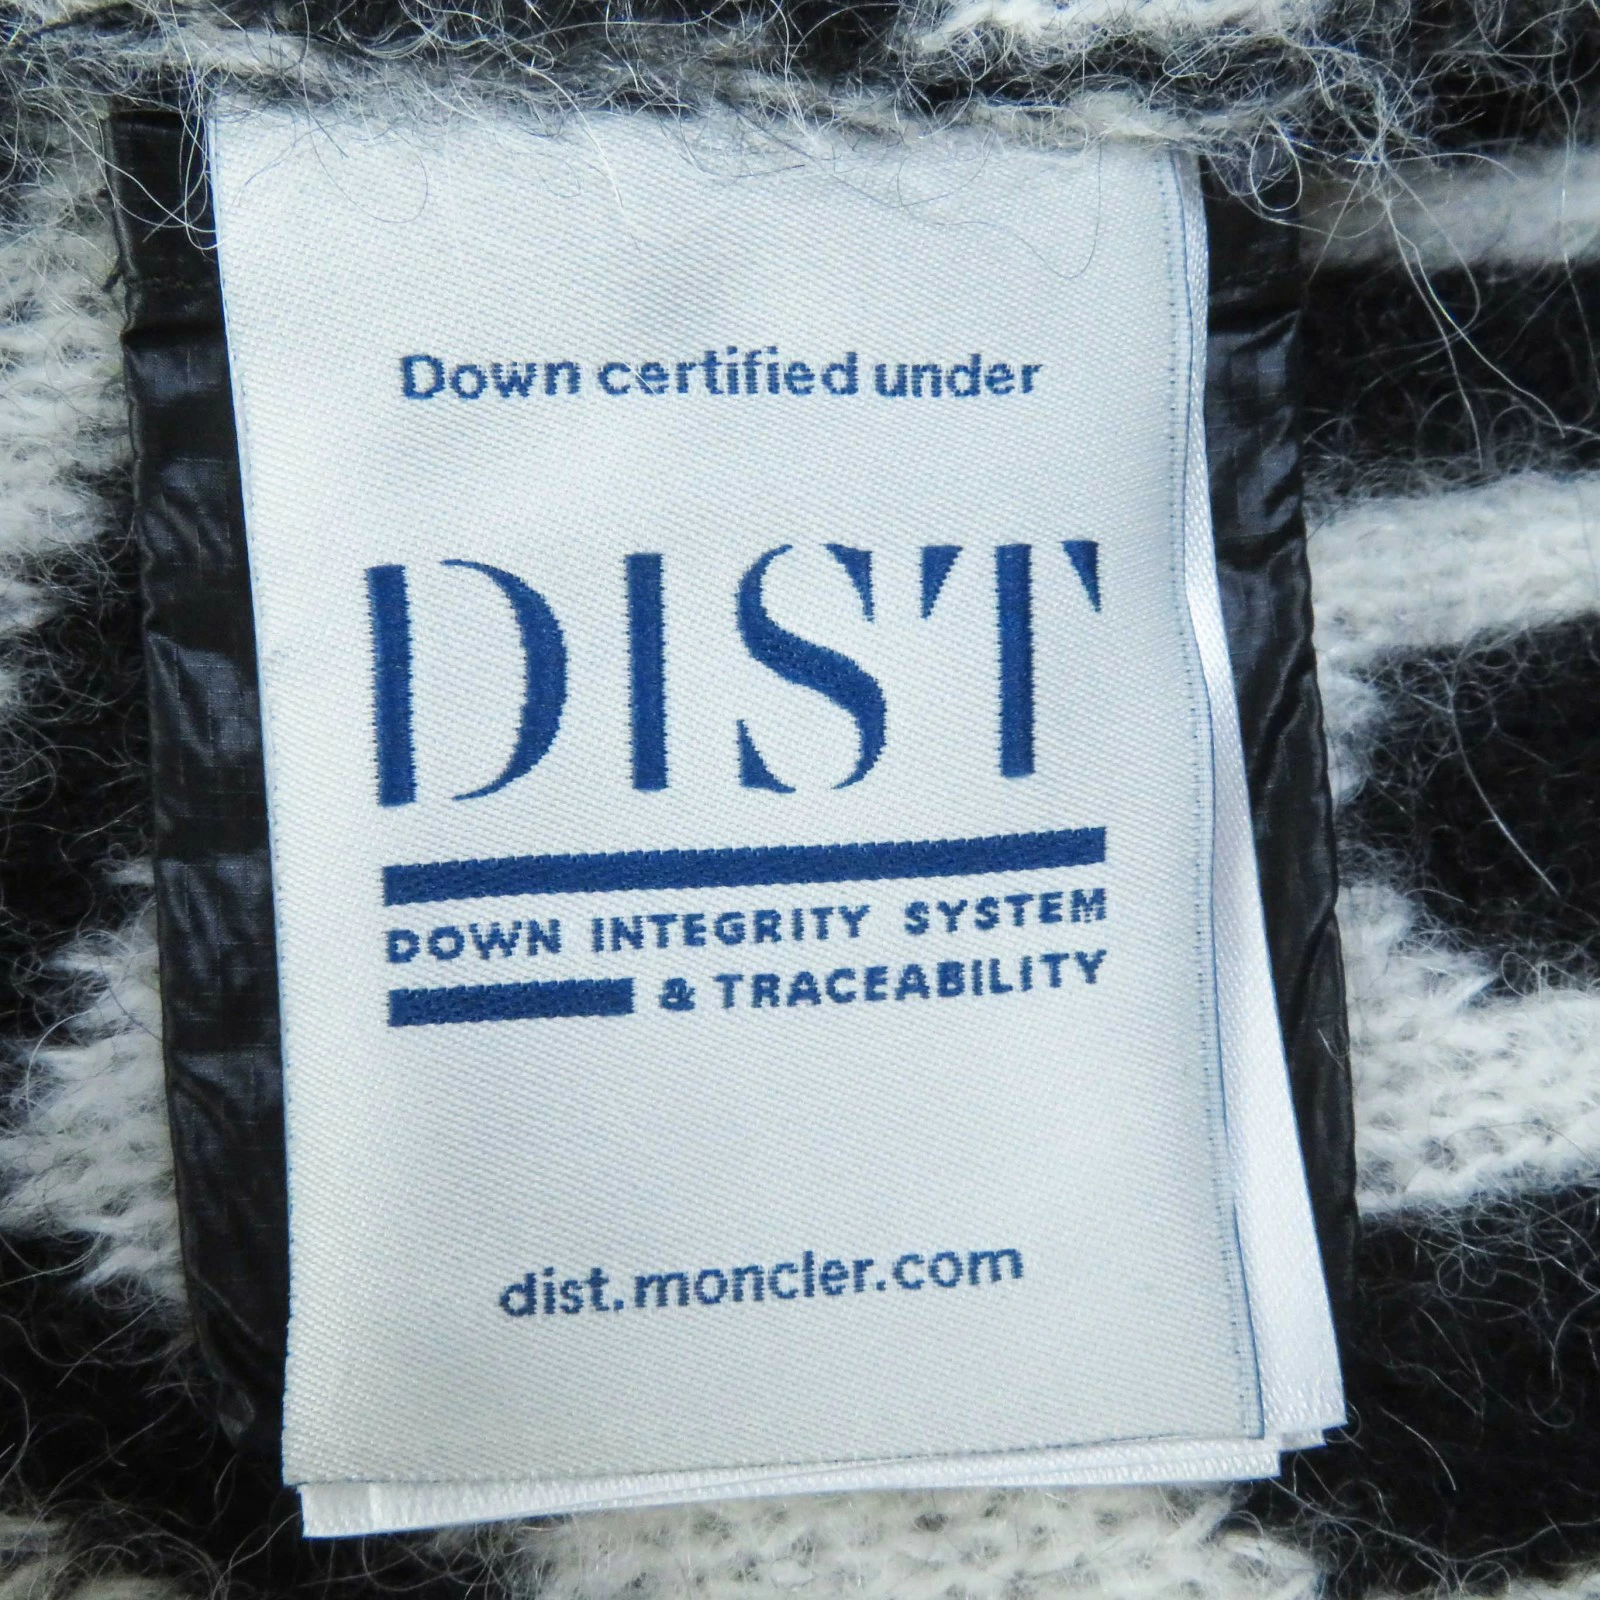 Down certified under
DIST
DOWN INTEGRITY SYSTEM
& TRACEABILITY
dist.moncler.com